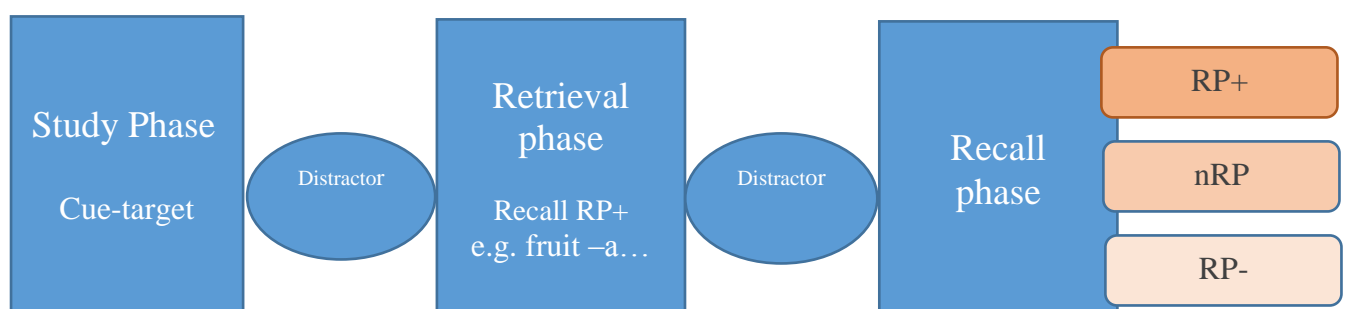 Study Phase
Cue-target
Distractor
Retrieval
phase
Recall RP+
e.g. fruit –a…
Distractor
Recall
phase
RP+
nRP
RP-